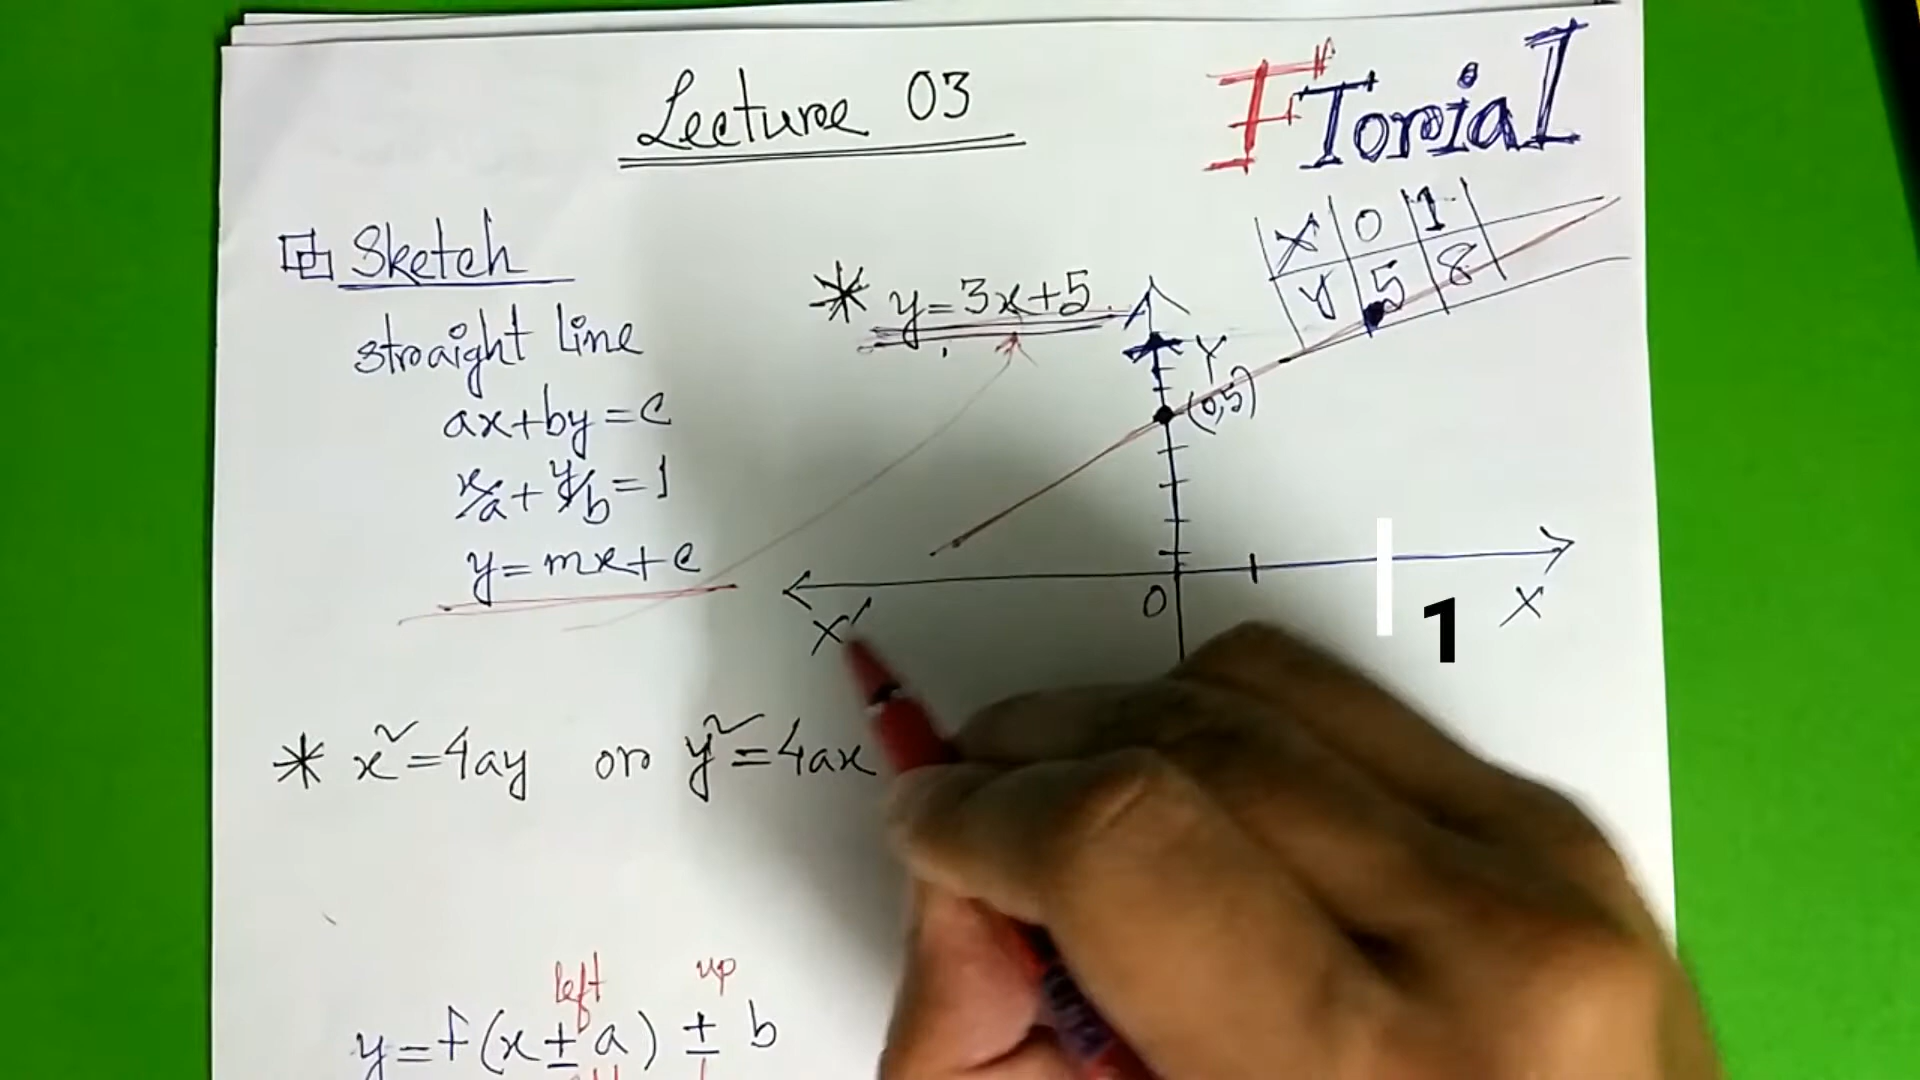 Lecture 03
FTorial
Sketch
straight line
ax+by=c
x/a + y/b = 1
y=mx+c
* y=3x+5
X 0 1
Y 5 8
Y
(0,5)
X'
O
1
X
* x²=4ay or y²=4ax
left up
y=f(x±a) ± b